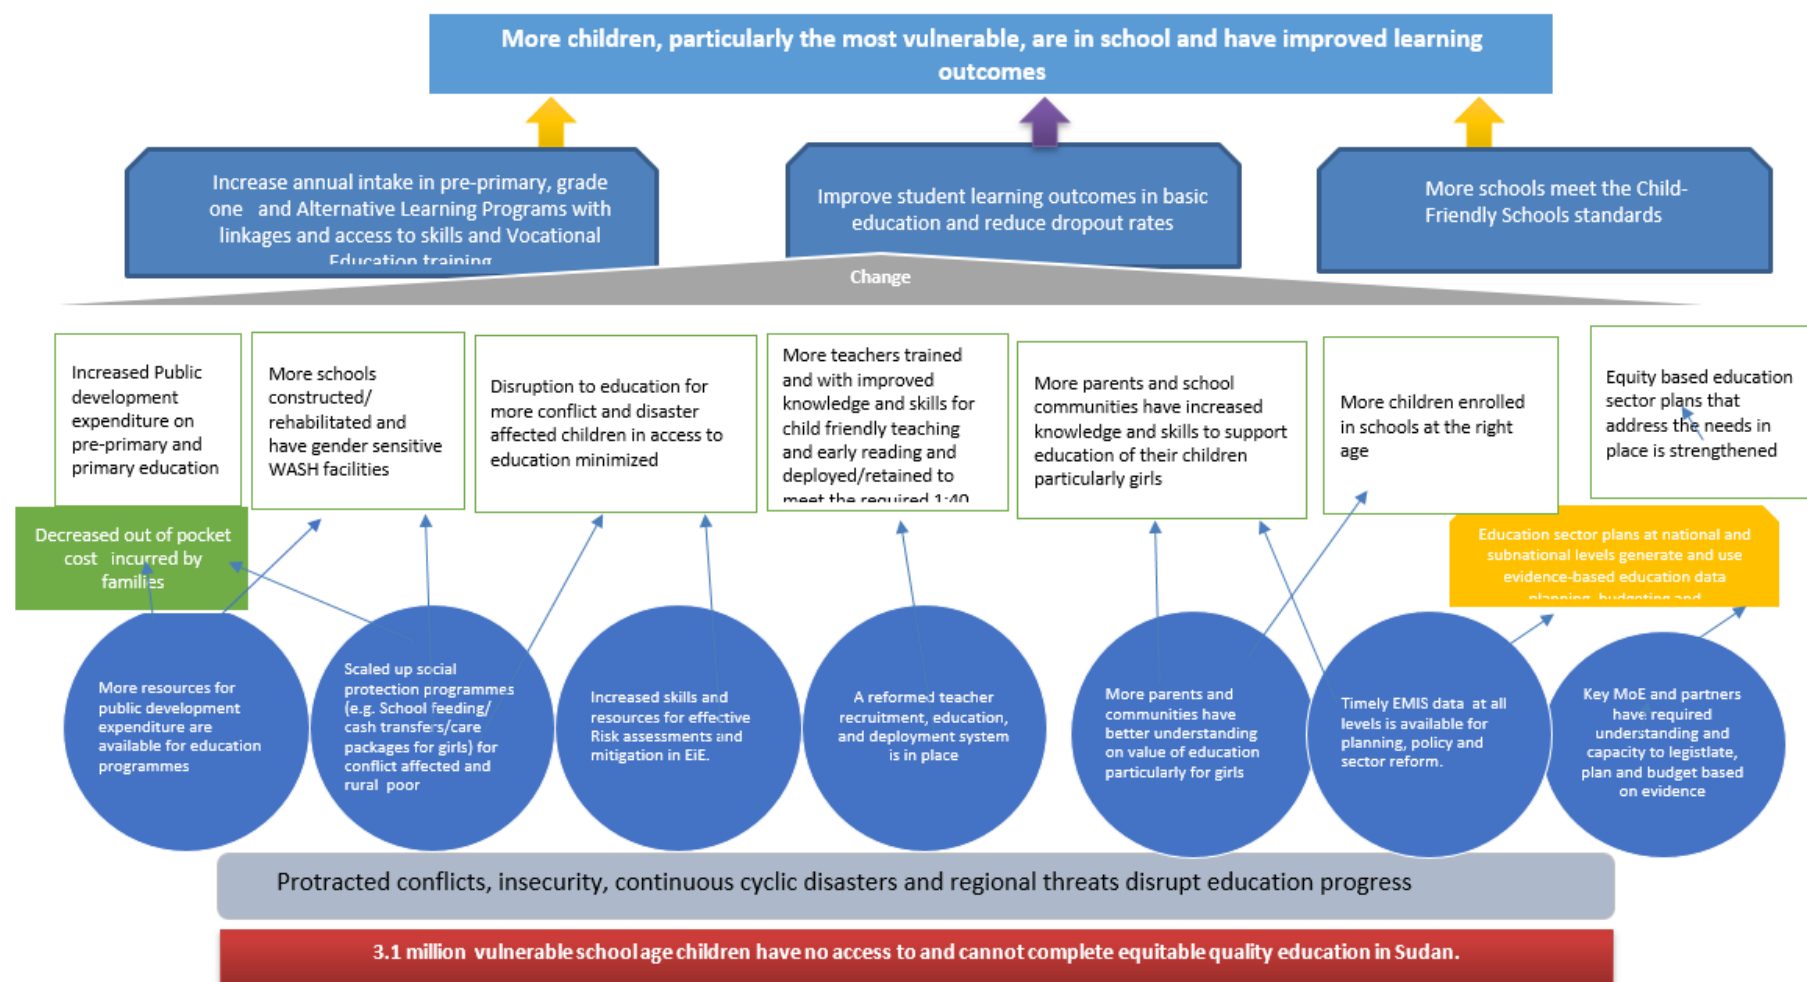 More children, particularly the most vulnerable, are in school and have improved learning
outcomes
Increase annual intake in pre-primary, grade
one and Alternative Learning Programs with
linkages and access to skills and Vocational
Education training
Improve student learning outcomes in basic
education and reduce dropout rates
More schools meet the Child-
Friendly Schools standards
Change
Increased Public
development
expenditure on
pre-primary and
primary education
More schools
constructed/
rehabilitated and
have gender sensitive
WASH facilities
Disruption to education for
more conflict and disaster
affected children in access to
education minimized
More teachers trained
and with improved
knowledge and skills for
child friendly teaching
and early reading and
deployed/retained to
meet the required 1:40
More parents and school
communities have increased
knowledge and skills to support
education of their children
particularly girls
More children enrolled
in schools at the right
age
Equity based education
sector plans that
address the needs in
place is strengthened
Decreased out of pocket
cost incurred by
families
Education sector plans at national and
subnational levels generate and use
evidence-based education data
planning, budgeting and
More resources for
public development
expenditure are
available for education
programmes
Scaled up social
protection programmes
(e.g. School feeding/
cash transfers/care
packages for girls) for
conflict affected and
rural poor
Increased skills and
resources for effective
Risk assessments and
mitigation in EiE.
A reformed teacher
recruitment, education,
and deployment system
is in place
More parents and
communities have
better understanding
on value of education
particularly for girls
Timely EMIS data at all
levels is available for
planning, policy and
sector reform.
Key MoE and partners
have required
understanding and
capacity to legistlate,
plan and budget based
on evidence
Protracted conflicts, insecurity, continuous cyclic disasters and regional threats disrupt education progress
3.1 million vulnerable school age children have no access to and cannot complete equitable quality education in Sudan.